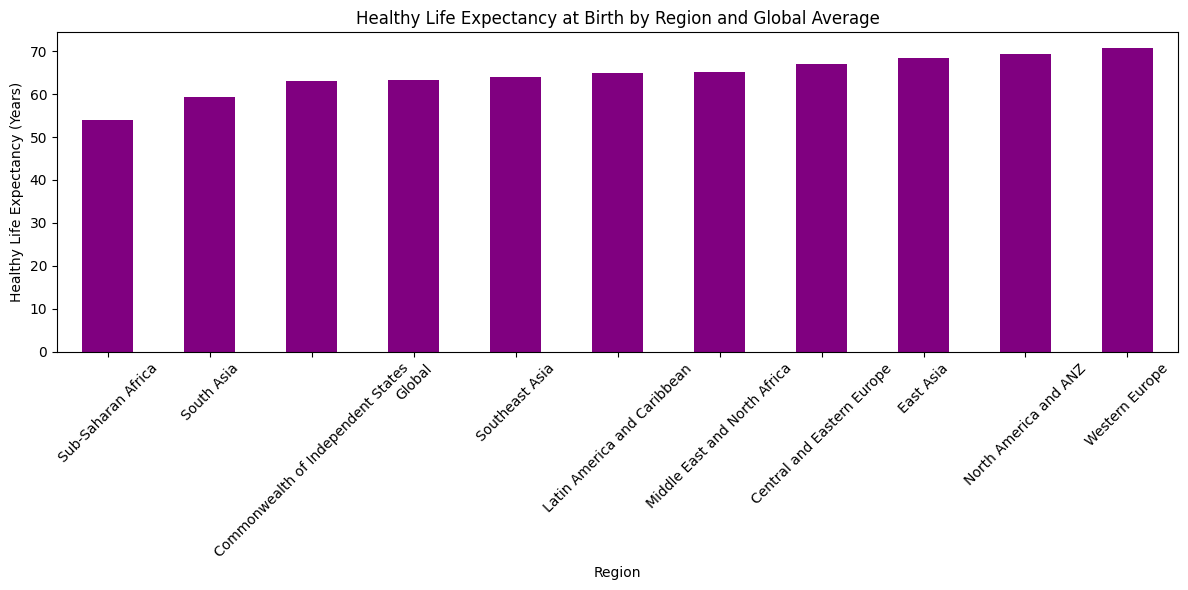 Healthy Life Expectancy at Birth by Region and Global Average
Healthy Life Expectancy (Years)
70
60
50
40
30
20
10
0
Sub-Saharan Africa
South Asia
Commonwealth of Independent States
Global
Southeast Asia
Latin America and Caribbean
Middle East and North Africa
Central and Eastern Europe
East Asia
North America and ANZ
Western Europe
Region